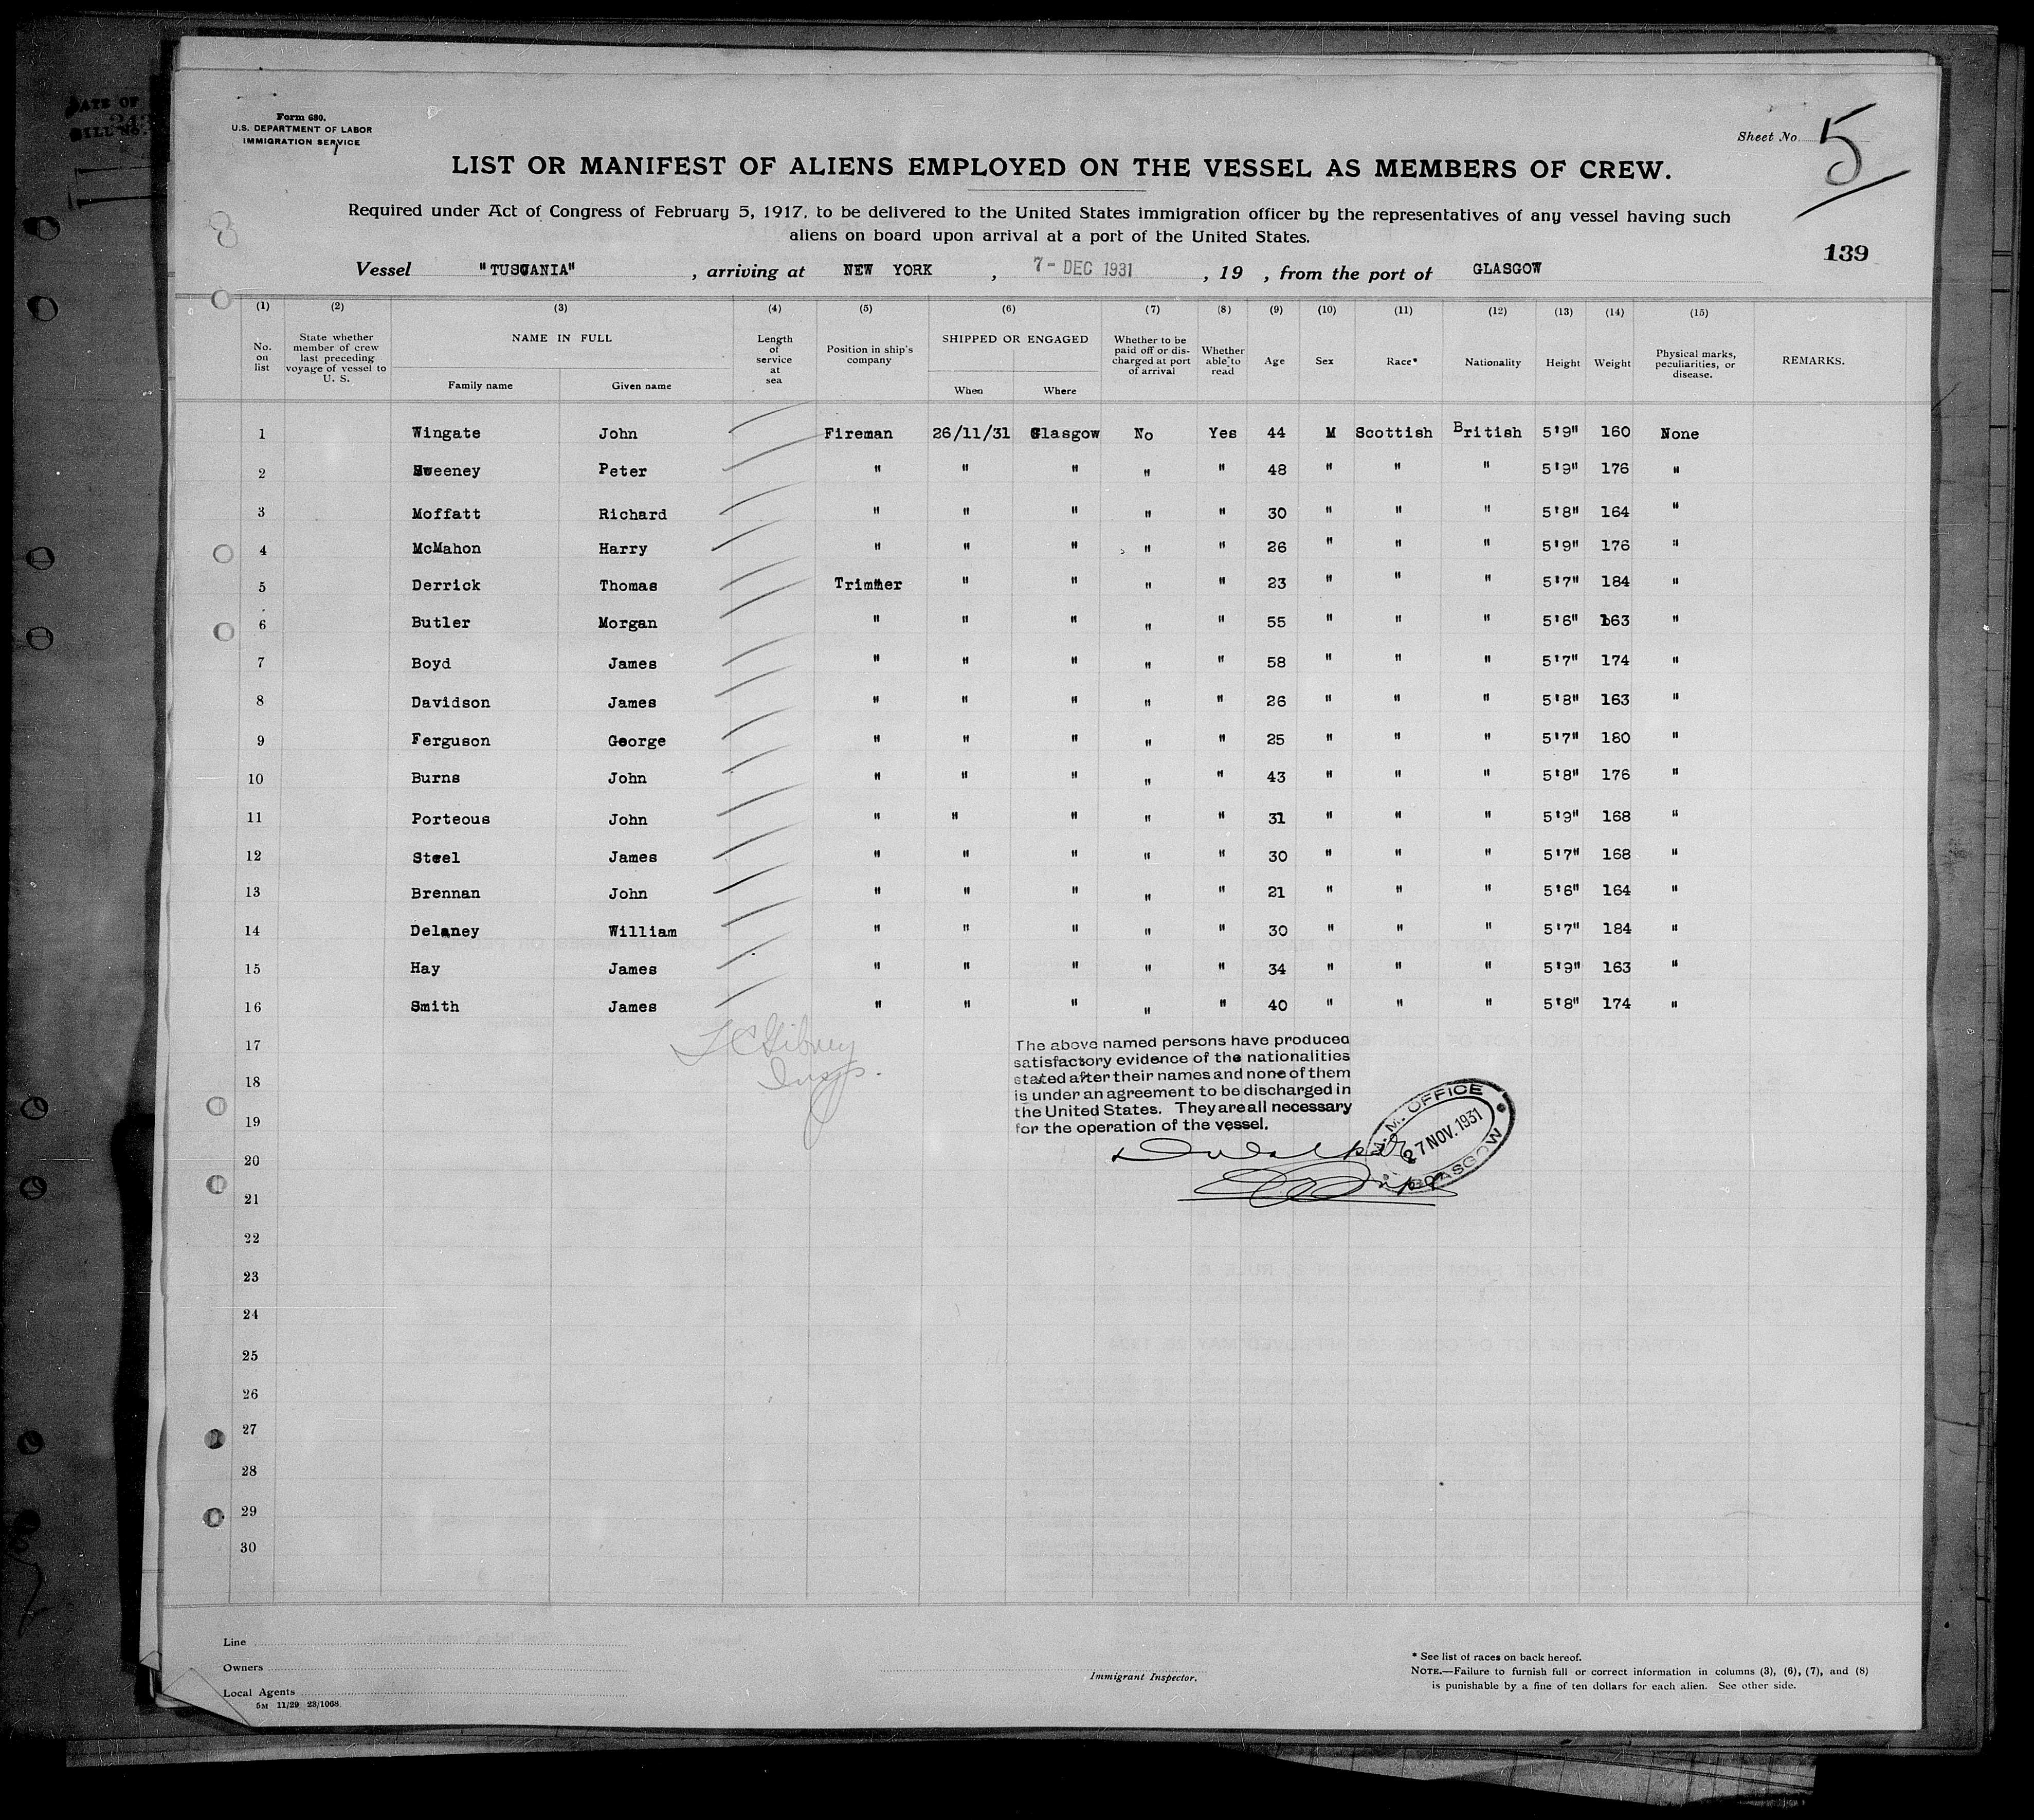 Form 680.
U.S. DEPARTMENT OF LABOR
IMMIGRATION SERVICE
Sheet No. 5
LIST OR MANIFEST OF ALIENS EMPLOYED ON THE VESSEL AS MEMBERS OF CREW.
Required under Act of Congress of February 5, 1917, to be delivered to the United States immigration officer by the representatives of any vessel having such
aliens on board upon arrival at a port of the United States.
139
Vessel "TUSCANIA", arriving at NEW YORK, 7- DEC 1931, 19 , from the port of GLASGOW
(1) (2) (3) (4) (5) (6) (7) (8) (9) (10) (11) (12) (13) (14) (15)
No. on list | State whether member of crew last preceding voyage of vessel to U. S. | NAME IN FULL | Family name | Given name | Length of service at sea | Position in ship's company | SHIPPED OR ENGAGED | When | Where | Whether to be paid off or discharged at port of arrival | Whether able to read | Age | Sex | Race* | Nationality | Height | Weight | Physical marks, peculiarities, or disease. | REMARKS.
1 Wingate John Fireman 26/11/31 Glasgow No Yes 44 M Scottish British 5'9" 160 None
2 Sweeney Peter " " " " " 48 " " " 5'9" 176 "
3 Moffatt Richard " " " " " 30 " " " 5'8" 164 "
4 McMahon Harry " " " " " 26 " " " 5'9" 176 "
5 Derrick Thomas Trimmer " " " " 23 " " " 5'7" 184 "
6 Butler Morgan " " " " " 55 " " " 5'6" 163 "
7 Boyd James " " " " " 58 " " " 5'7" 174 "
8 Davidson James " " " " " 26 " " " 5'8" 163 "
9 Ferguson George " " " " " 25 " " " 5'7" 180 "
10 Burns John " " " " " 43 " " " 5'8" 176 "
11 Porteous John " " " " " 31 " " " 5'9" 168 "
12 Steel James " " " " " 30 " " " 5'7" 168 "
13 Brennan John " " " " " 21 " " " 5'6" 164 "
14 Delaney William " " " " " 30 " " " 5'7" 184 "
15 Hay James " " " " " 34 " " " 5'9" 163 "
16 Smith James " " " " " 40 " " " 5'8" 174 "
17
18
19
20
21
22
23
24
25
26
27
28
29
30
Insp.
The above named persons have produced
satisfactory evidence of the nationalities
stated after their names and none of them
is under an agreement to be discharged in
the United States. They are all necessary
for the operation of the vessel.
M. OFFICE
27 NOV. 1931
GLASGOW
Line
Owners
Local Agents
5M 11/29 23/1068.
Immigrant Inspector.
* See list of races on back hereof.
NOTE.—Failure to furnish full or correct information in columns (3), (6), (7), and (8)
is punishable by a fine of ten dollars for each alien. See other side.